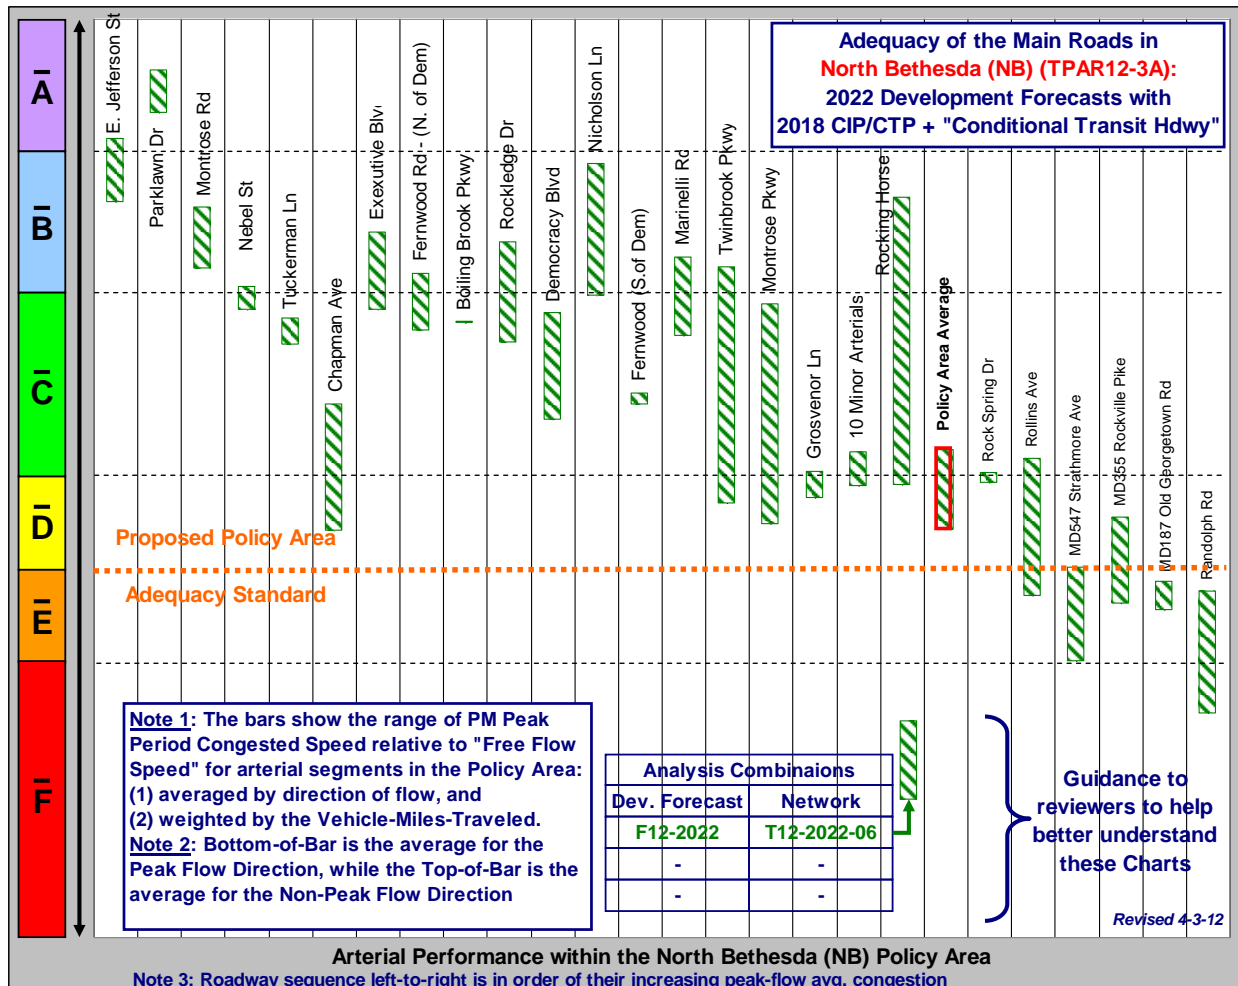 Adequacy of the Main Roads in
North Bethesda (NB) (TPAR12-3A):
2022 Development Forecasts with
2018 CIP/CTP + "Conditional Transit Hdwy"
A
B
C
D
E
F
E. Jefferson St
Parklawn Dr
Montrose Rd
Nebel St
Tuckerman Ln
Chapman Ave
Exexutive Blv
Fernwood Rd - (N. of Dem)
Boiling Brook Pkwy
Rockledge Dr
Democracy Blvd
Nicholson Ln
Fernwood (S.of Dem)
Marinelli Rd
Twinbrook Pkwy
Montrose Pkwy
Grosvenor Ln
10 Minor Arterials
Rocking Horse
Policy Area Average
Rock Spring Dr
Rollins Ave
MD547 Strathmore Ave
MD355 Rockville Pike
MD187 Old Georgetown Rd
Randolph Rd
Proposed Policy Area
Adequacy Standard
Note 1: The bars show the range of PM Peak
Period Congested Speed relative to "Free Flow
Speed" for arterial segments in the Policy Area:
(1) averaged by direction of flow, and
(2) weighted by the Vehicle-Miles-Traveled.
Note 2: Bottom-of-Bar is the average for the
Peak Flow Direction, while the Top-of-Bar is the
average for the Non-Peak Flow Direction
Analysis Combinaions
Dev. Forecast Network
F12-2022 T12-2022-06
- -
- -
Guidance to
reviewers to help
better understand
these Charts
Revised 4-3-12
Arterial Performance within the North Bethesda (NB) Policy Area
Note 3: Roadway sequence left-to-right is in order of their increasing peak-flow avg. congestion